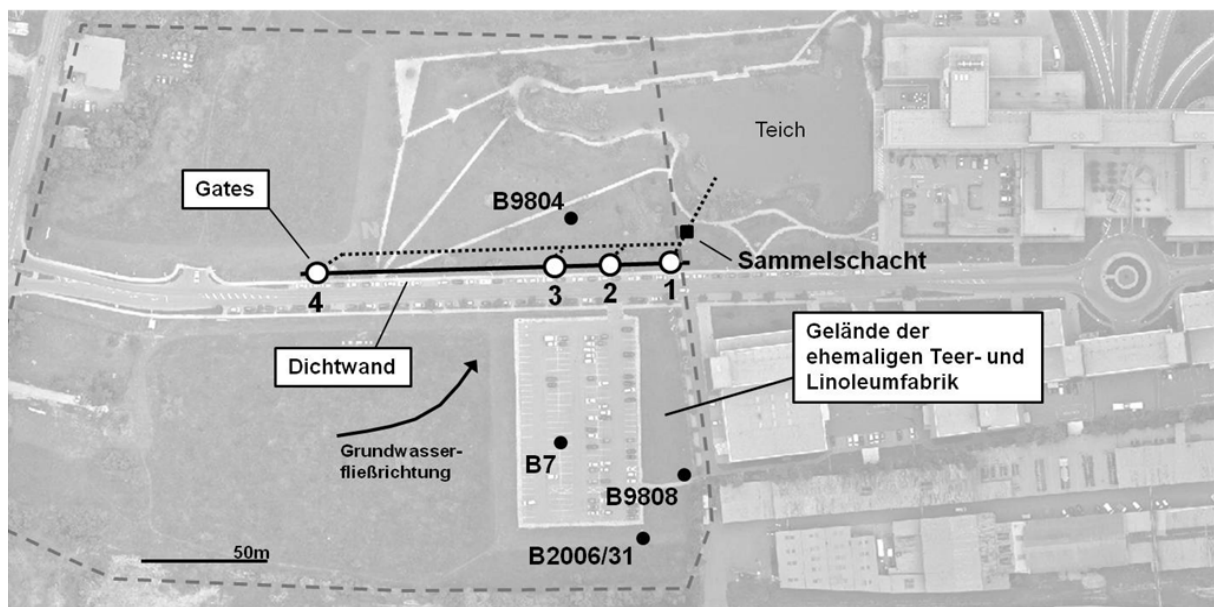 Teich
Gates
B9804
N
Sammelschacht
4
3
2
1
Dichtwand
Gelände der
ehemaligen Teer- und
Linoleumfabrik
Grundwasser-
fließrichtung
B7
B9808
B2006/31
50m